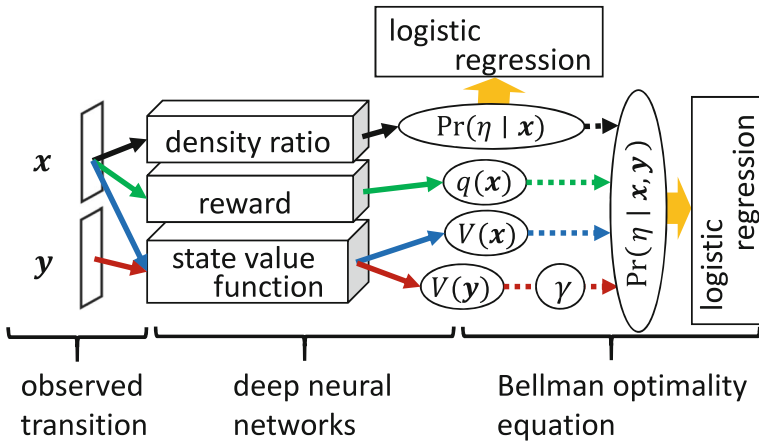 logistic
regression
density ratio
Pr(η | x)
x
reward
q(x)
Pr( η | x, y)
logistic
regression
V(x)
y
state value
function
V(y)
γ
observed
transition
deep neural
networks
Bellman optimality
equation